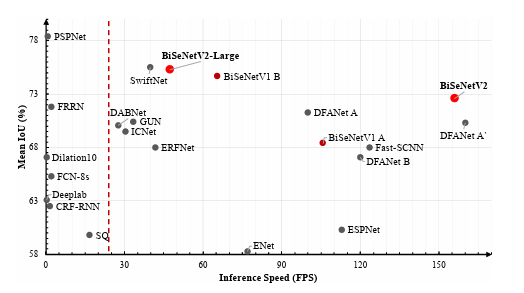 78
PSPNet
BiSeNetV2-Large
SwiftNet
BiSeNetV1 B
BiSeNetV2
73
FRRN
DABNet
GUN
DFANet A
ICNet
DFANet A'
BiSeNetV1 A
68
ERFNet
Fast-SCNN
Dilation10
DFANet B
FCN-8s
Deeplab
63
CRF-RNN
SQ
ESPNet
ENet
58
0
30
60
90
120
150
Inference Speed (FPS)
Mean IoU (%)